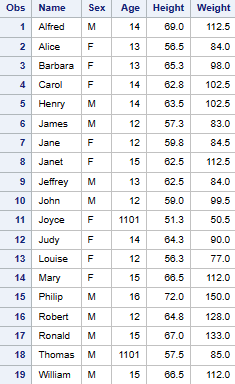 Obs Name Sex Age Height Weight
1 Alfred M 14 69.0 112.5
2 Alice F 13 56.5 84.0
3 Barbara F 13 65.3 98.0
4 Carol F 14 62.8 102.5
5 Henry M 14 63.5 102.5
6 James M 12 57.3 83.0
7 Jane F 12 59.8 84.5
8 Janet F 15 62.5 112.5
9 Jeffrey M 13 62.5 84.0
10 John M 12 59.0 99.5
11 Joyce F 1101 51.3 50.5
12 Judy F 14 64.3 90.0
13 Louise F 12 56.3 77.0
14 Mary F 15 66.5 112.0
15 Philip M 16 72.0 150.0
16 Robert M 12 64.8 128.0
17 Ronald M 15 67.0 133.0
18 Thomas M 1101 57.5 85.0
19 William M 15 66.5 112.0